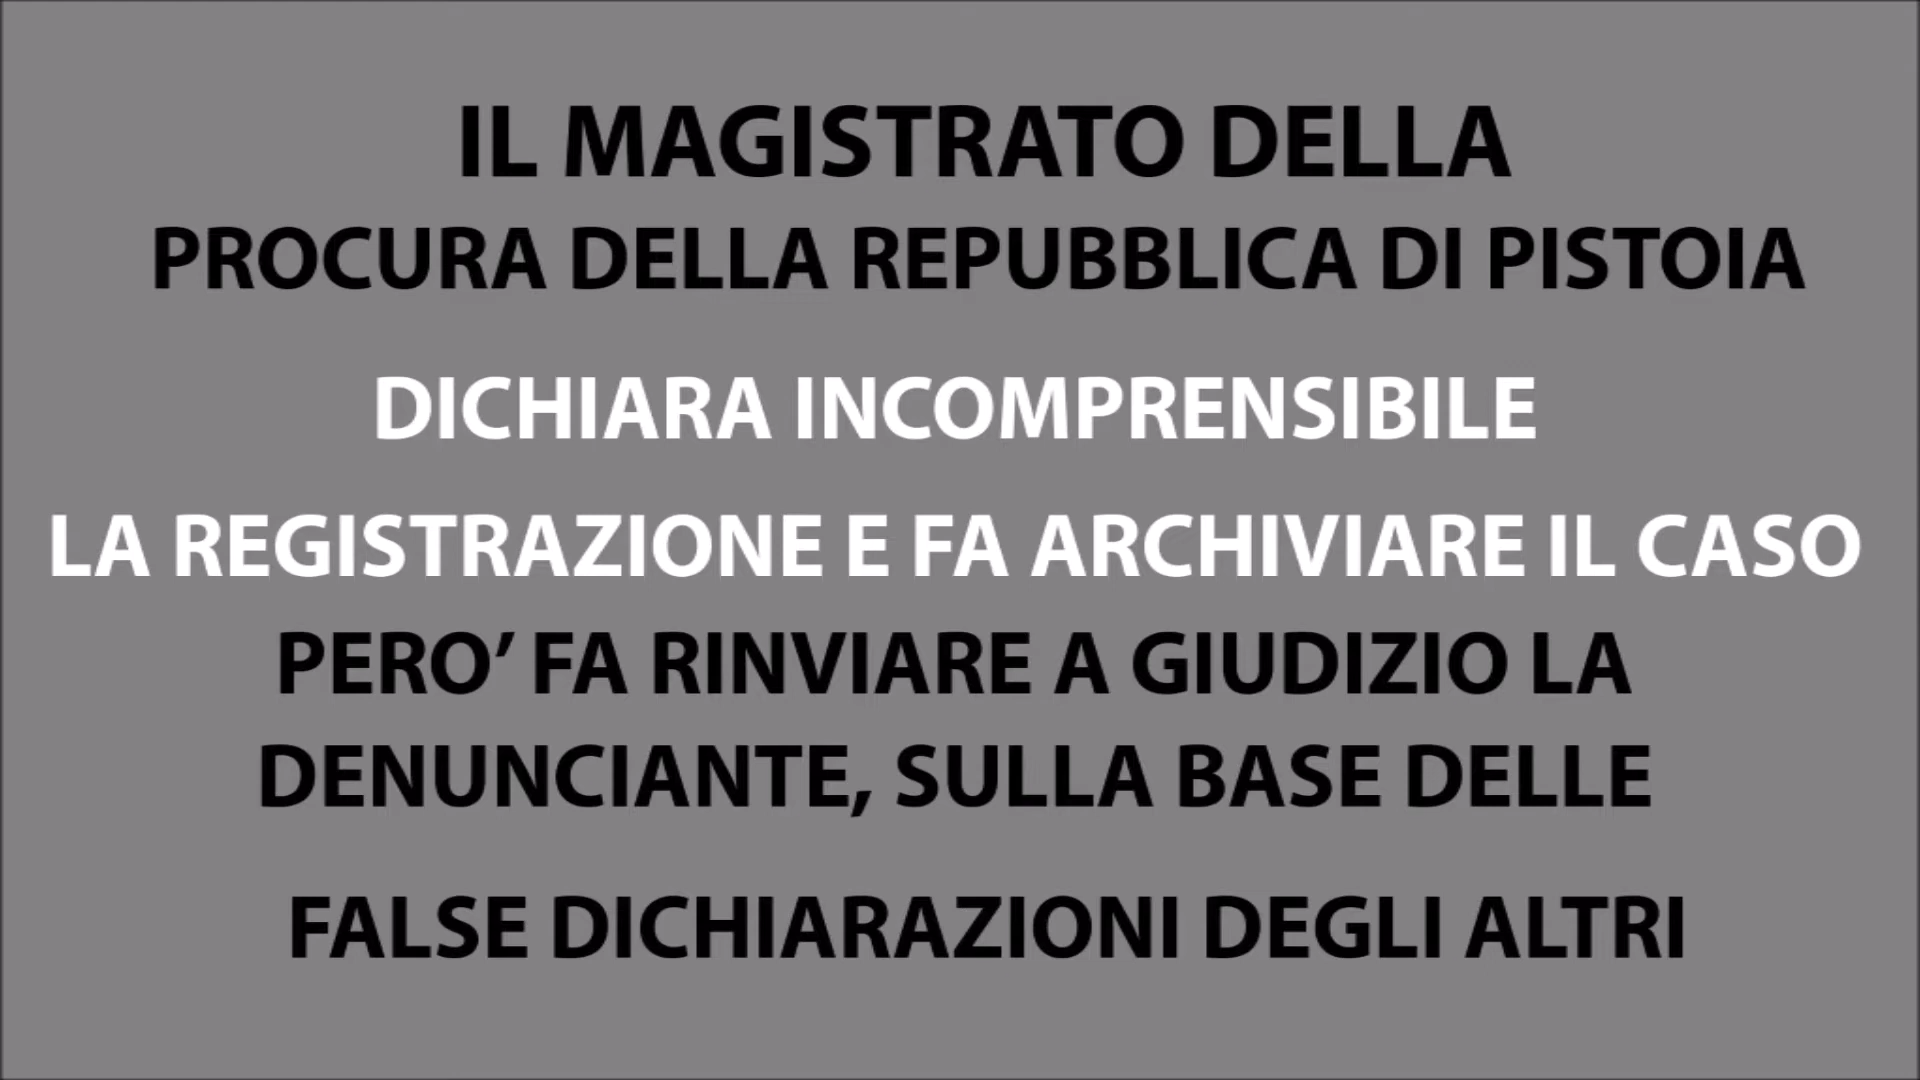 IL MAGISTRATO DELLA
PROCURA DELLA REPUBBLICA DI PISTOIA
DICHIARA INCOMPRENSIBILE
LA REGISTRAZIONE E FA ARCHIVIARE IL CASO
PERO’ FA RINVIARE A GIUDIZIO LA
DENUNCIANTE, SULLA BASE DELLE
FALSE DICHIARAZIONI DEGLI ALTRI